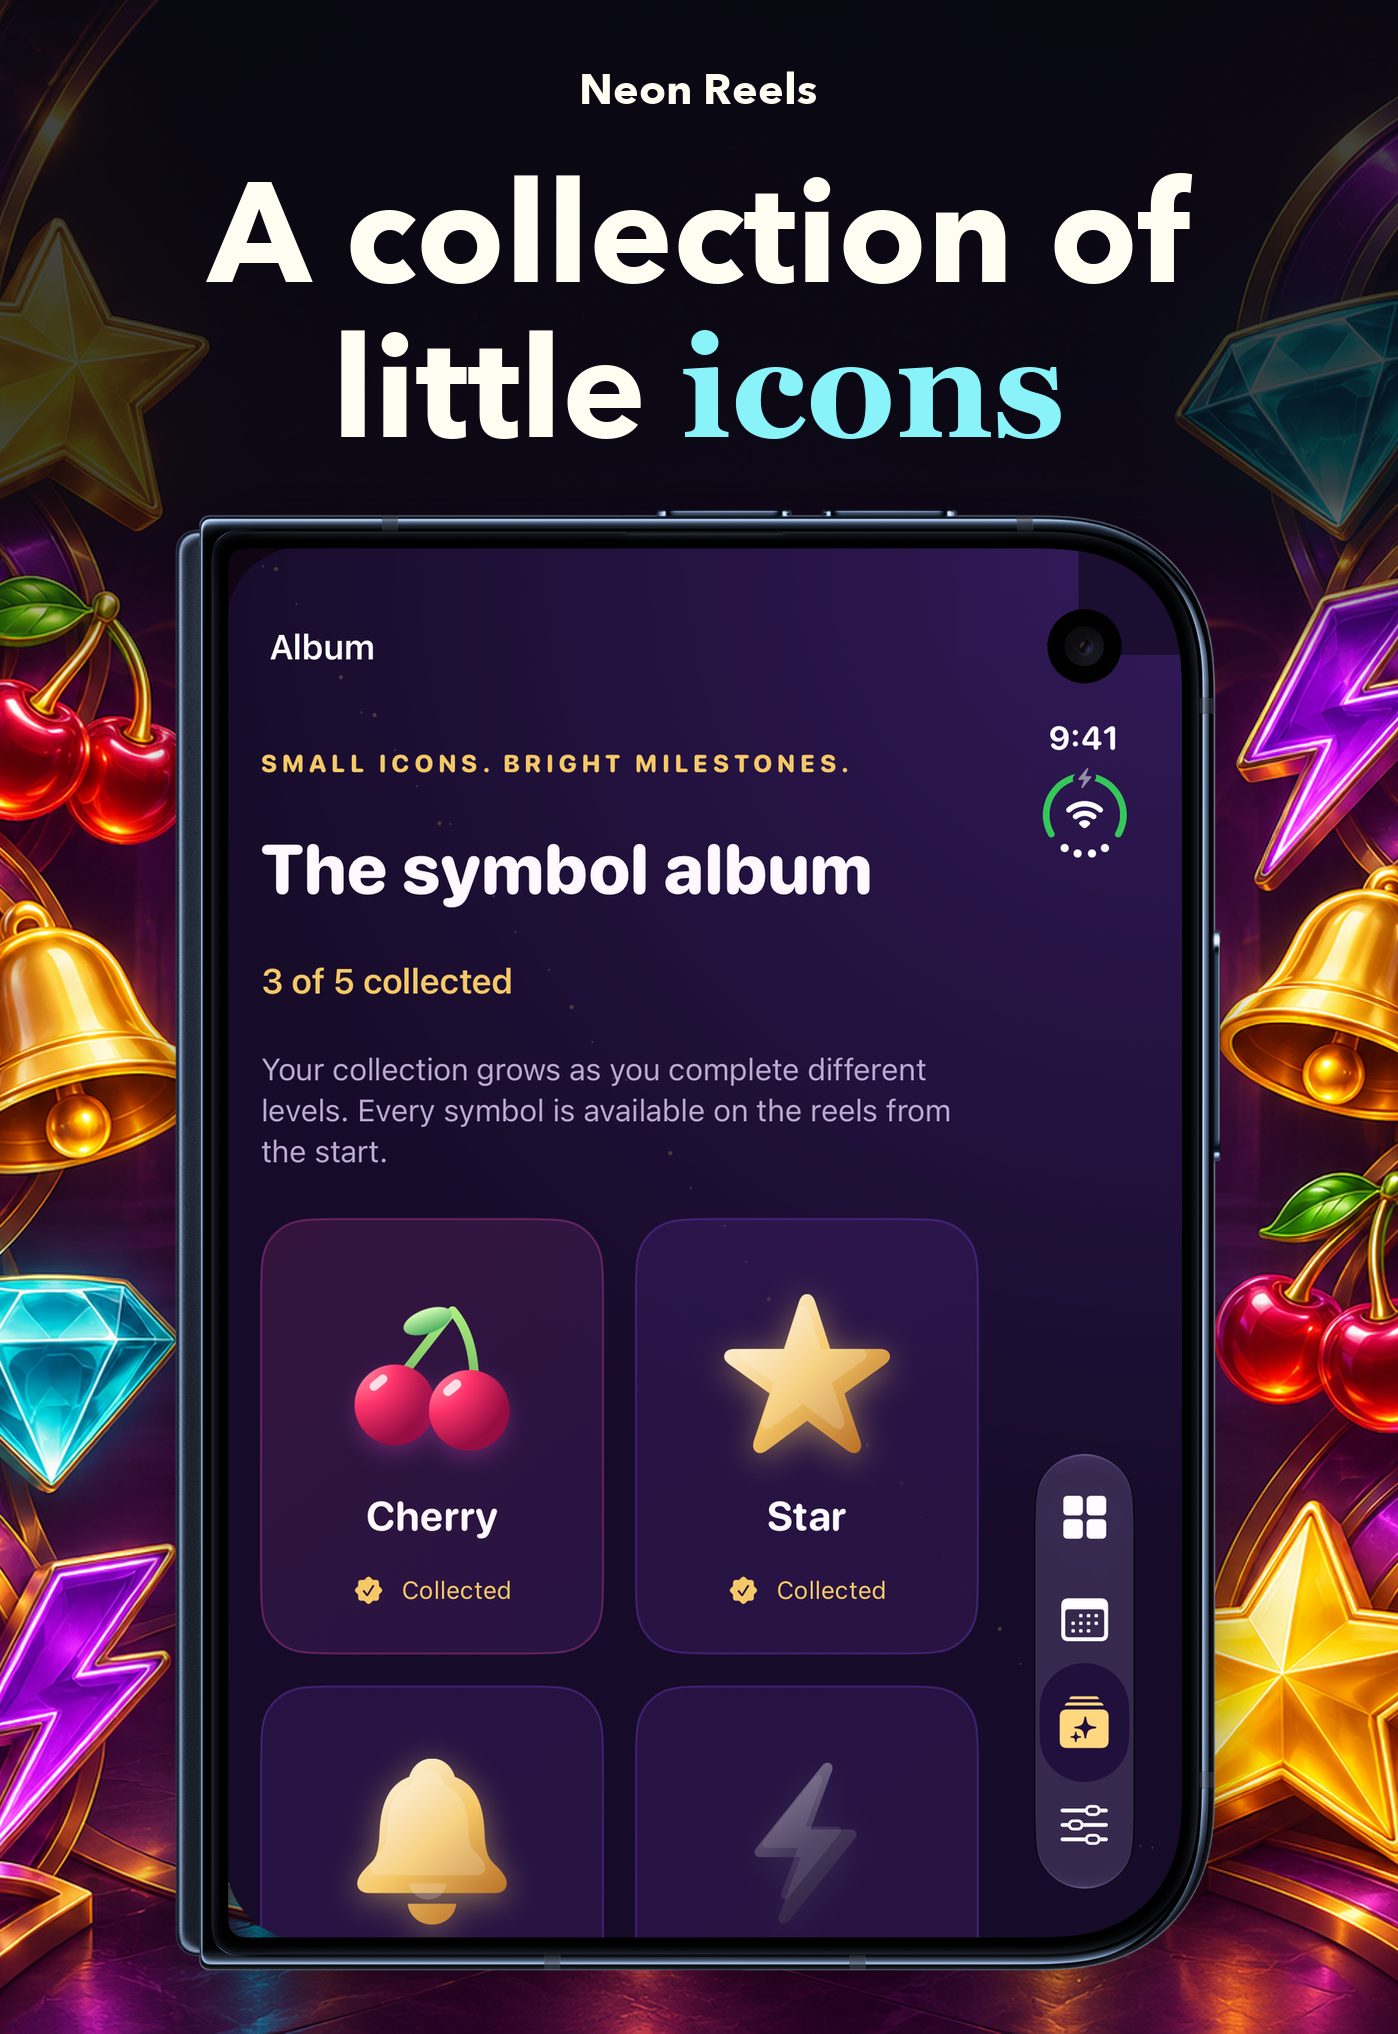 Neon Reels
A collection of
little icons
Album
9:41
SMALL ICONS. BRIGHT MILESTONES.
The symbol album
3 of 5 collected
Your collection grows as you complete different
levels. Every symbol is available on the reels from
the start.
Cherry
Star
Collected
Collected